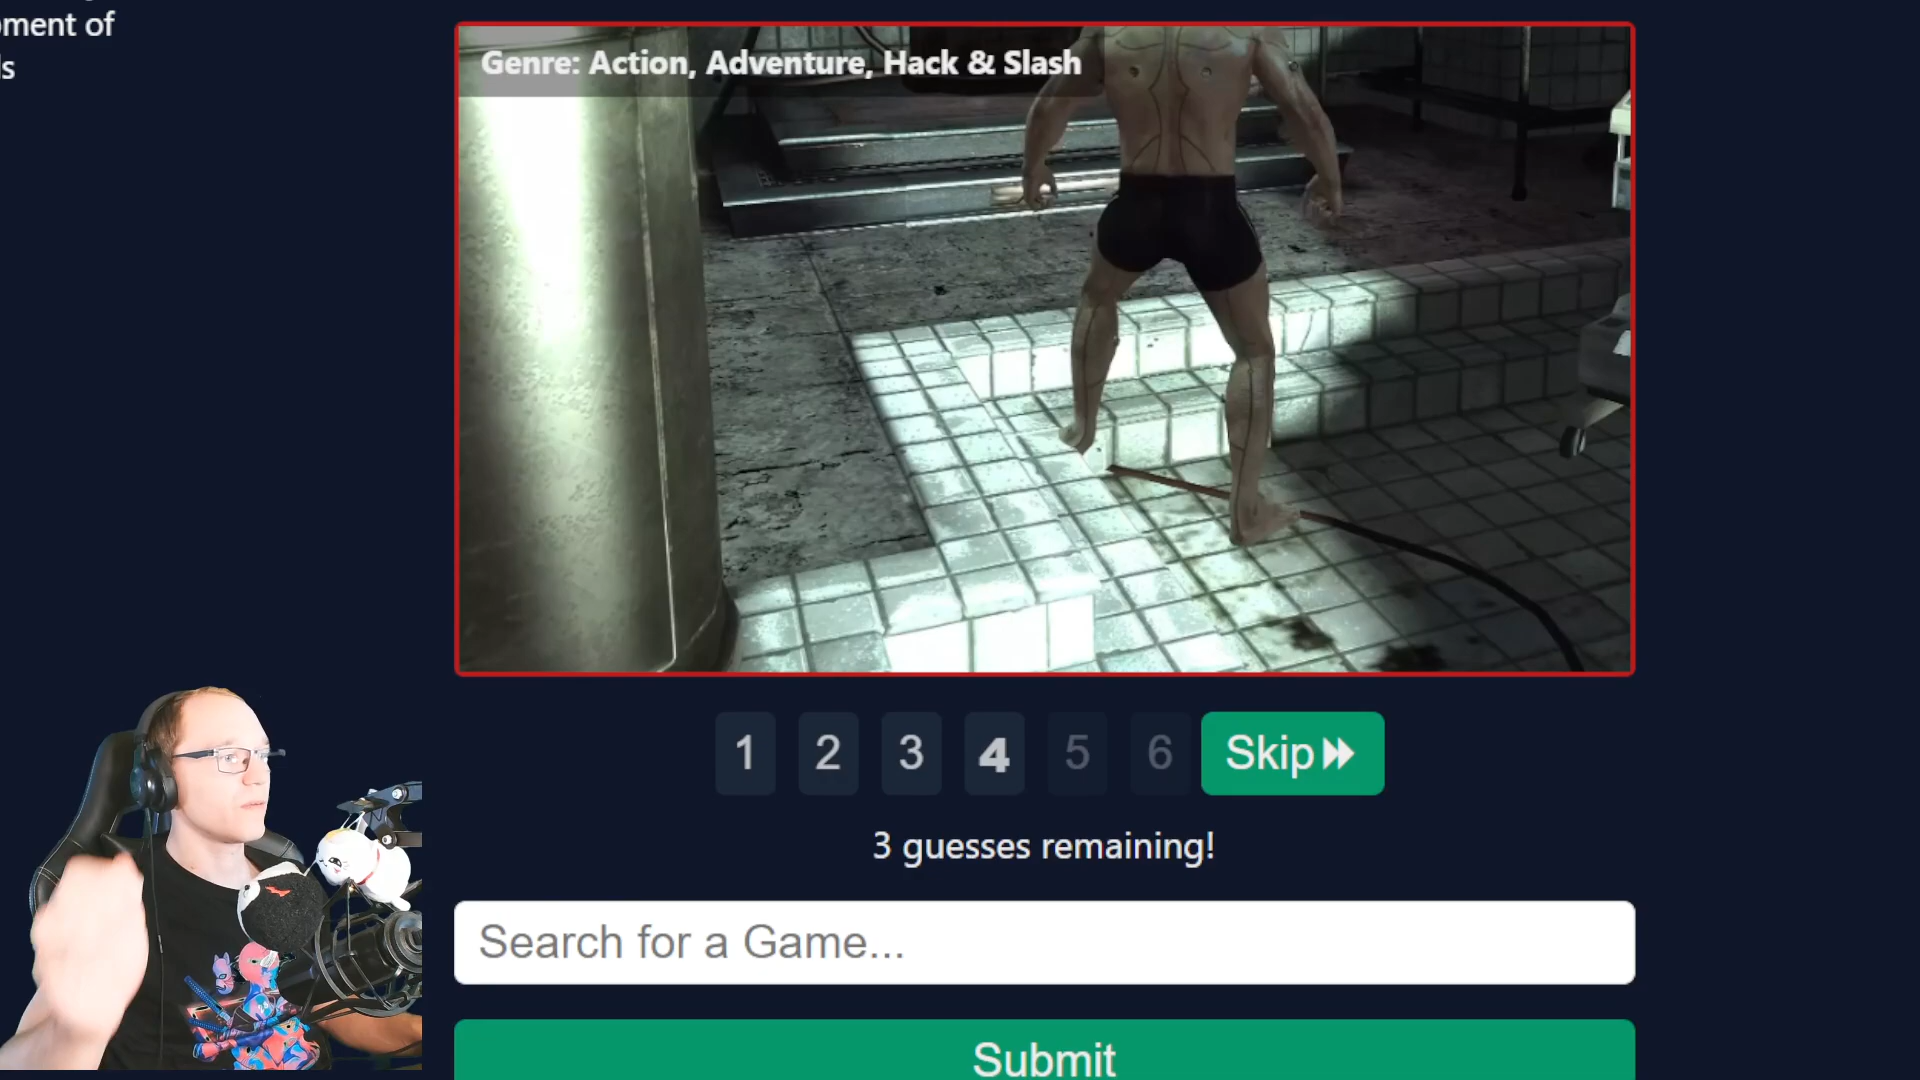 ment of
s
Genre: Action, Adventure, Hack & Slash
1 2 3 4 5 6 Skip
3 guesses remaining!
Search for a Game...
Submit